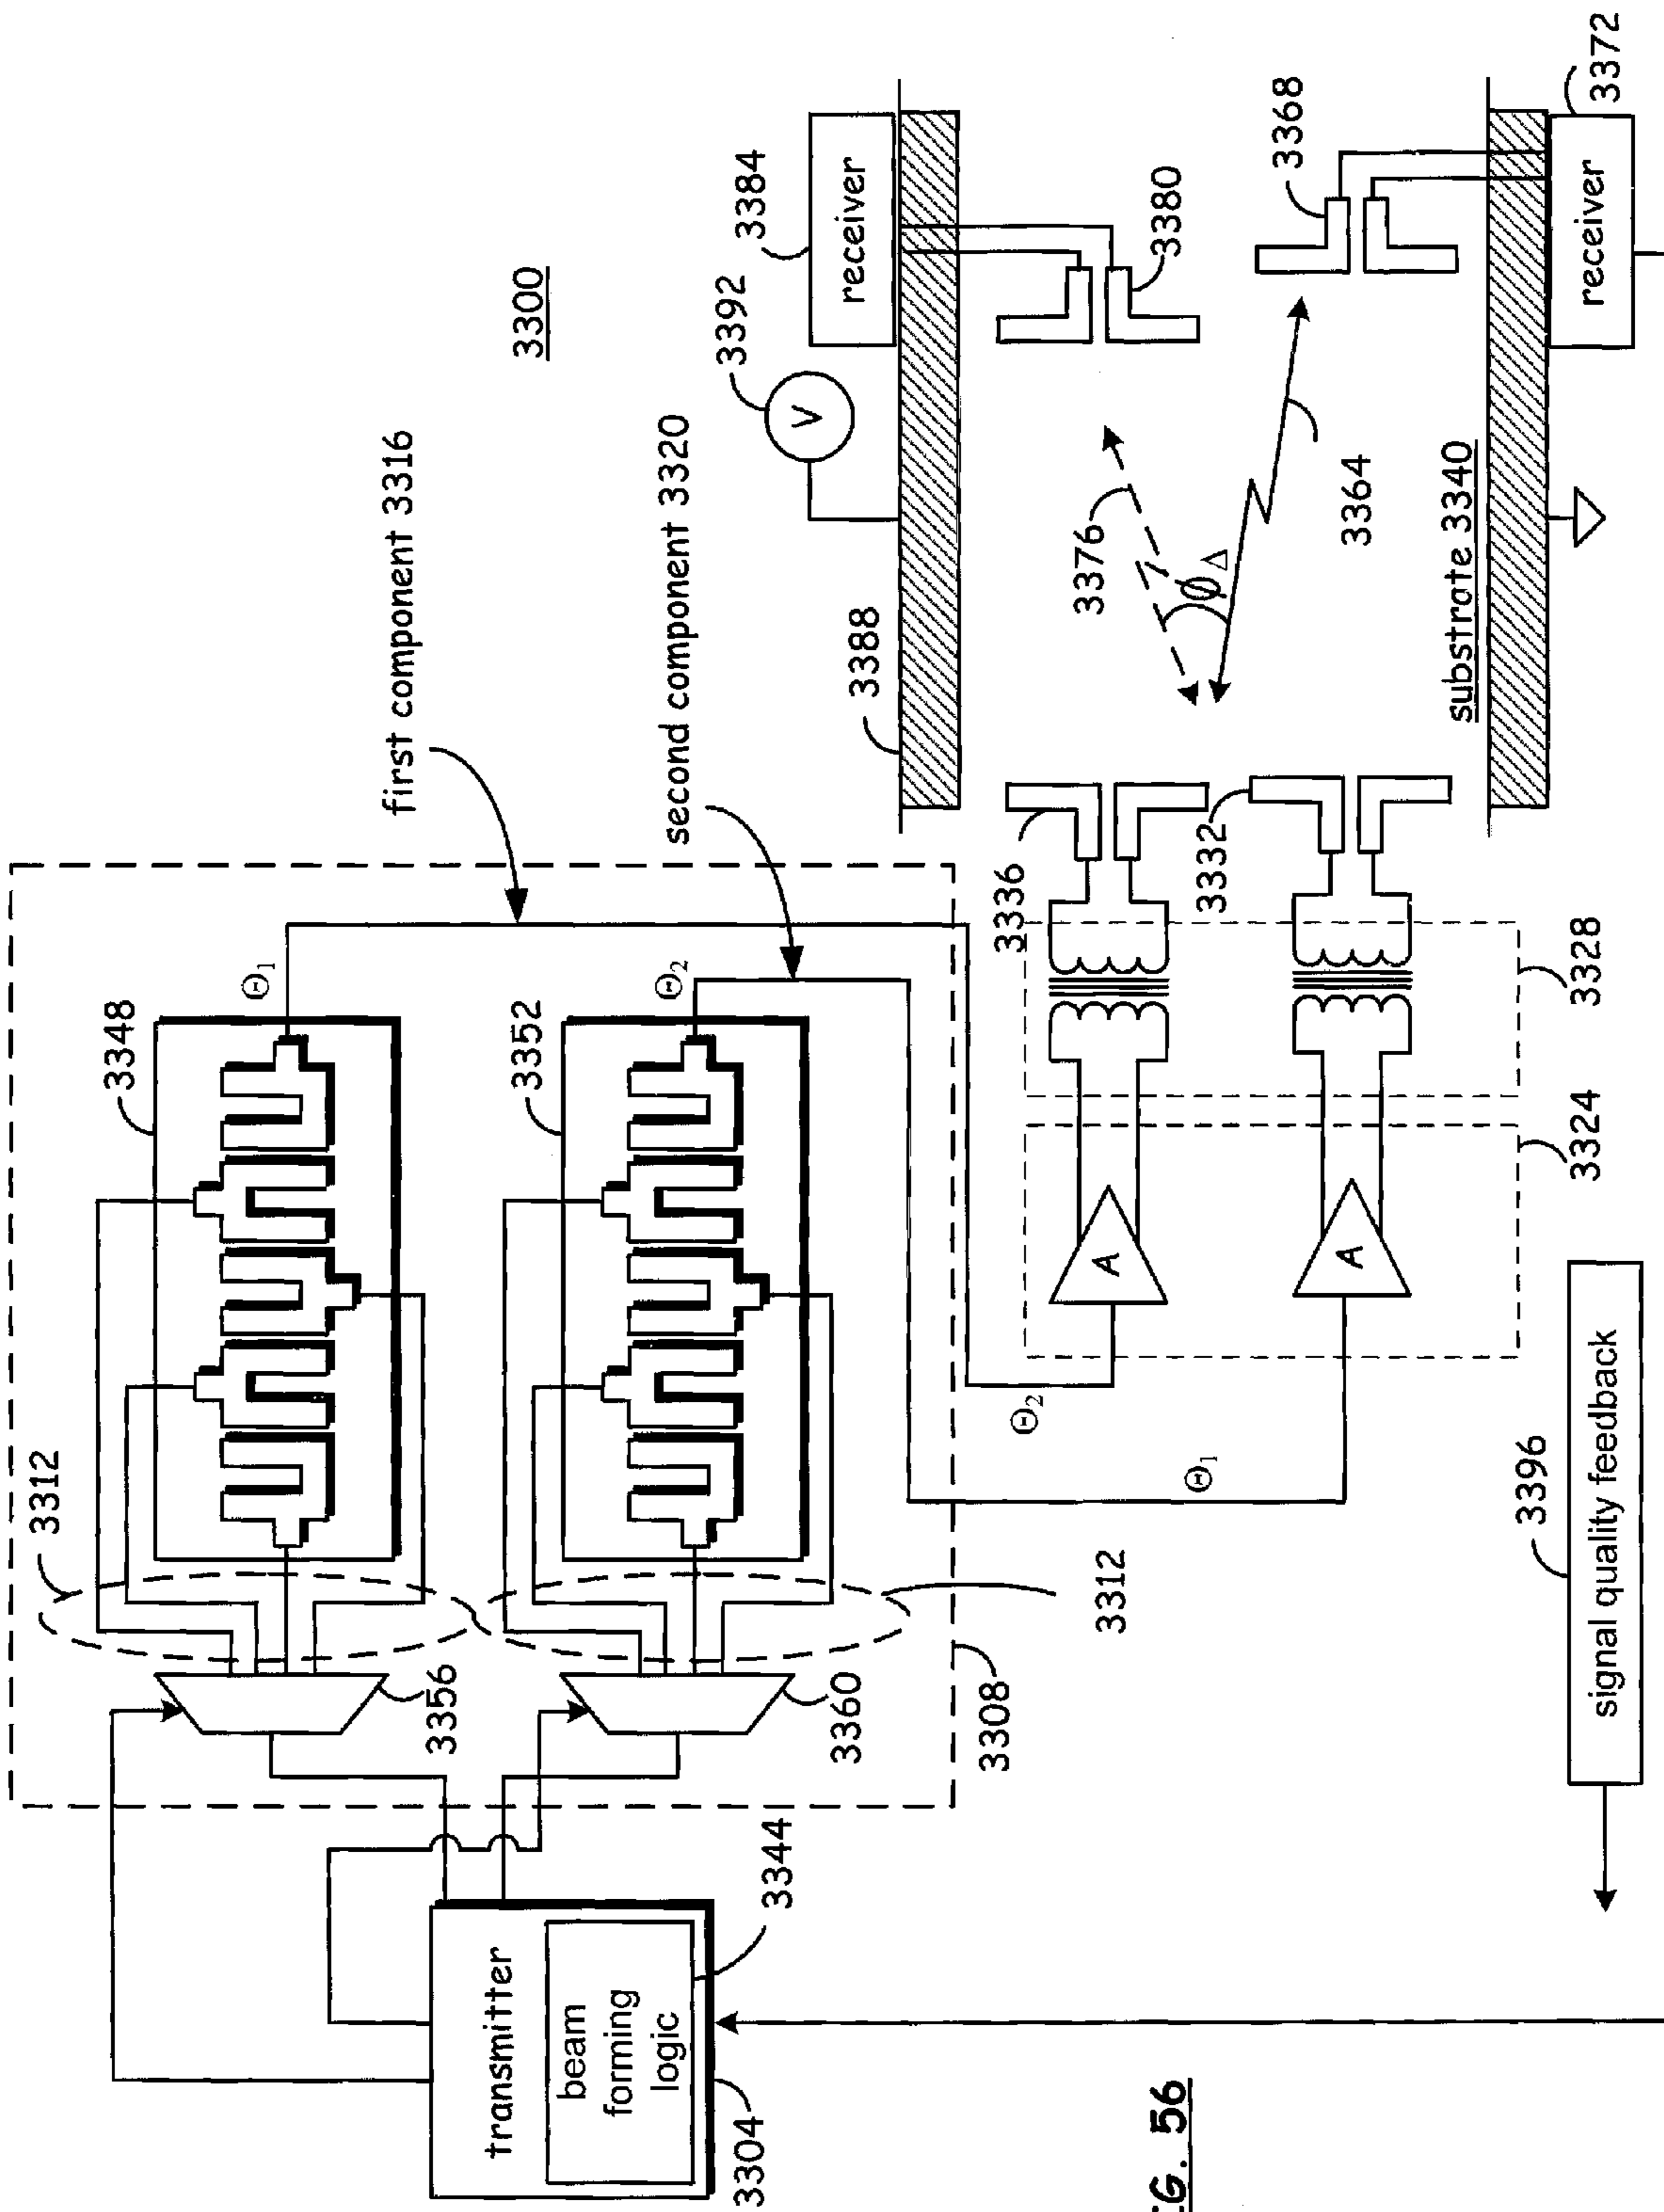 3300
3312
3348
Θ1
first component 3316
3356
3352
Θ2
second component 3320
3360
3312
3308
transmitter
beam
forming
logic
3344
3304
Θ2
Θ1
A
A
3324
3328
3336
3332
3388
3392
V
3384
receiver
3380
3376
ϕΔ
3364
3368
substrate 3340
receiver
3372
3396
signal quality feedback
G. 56